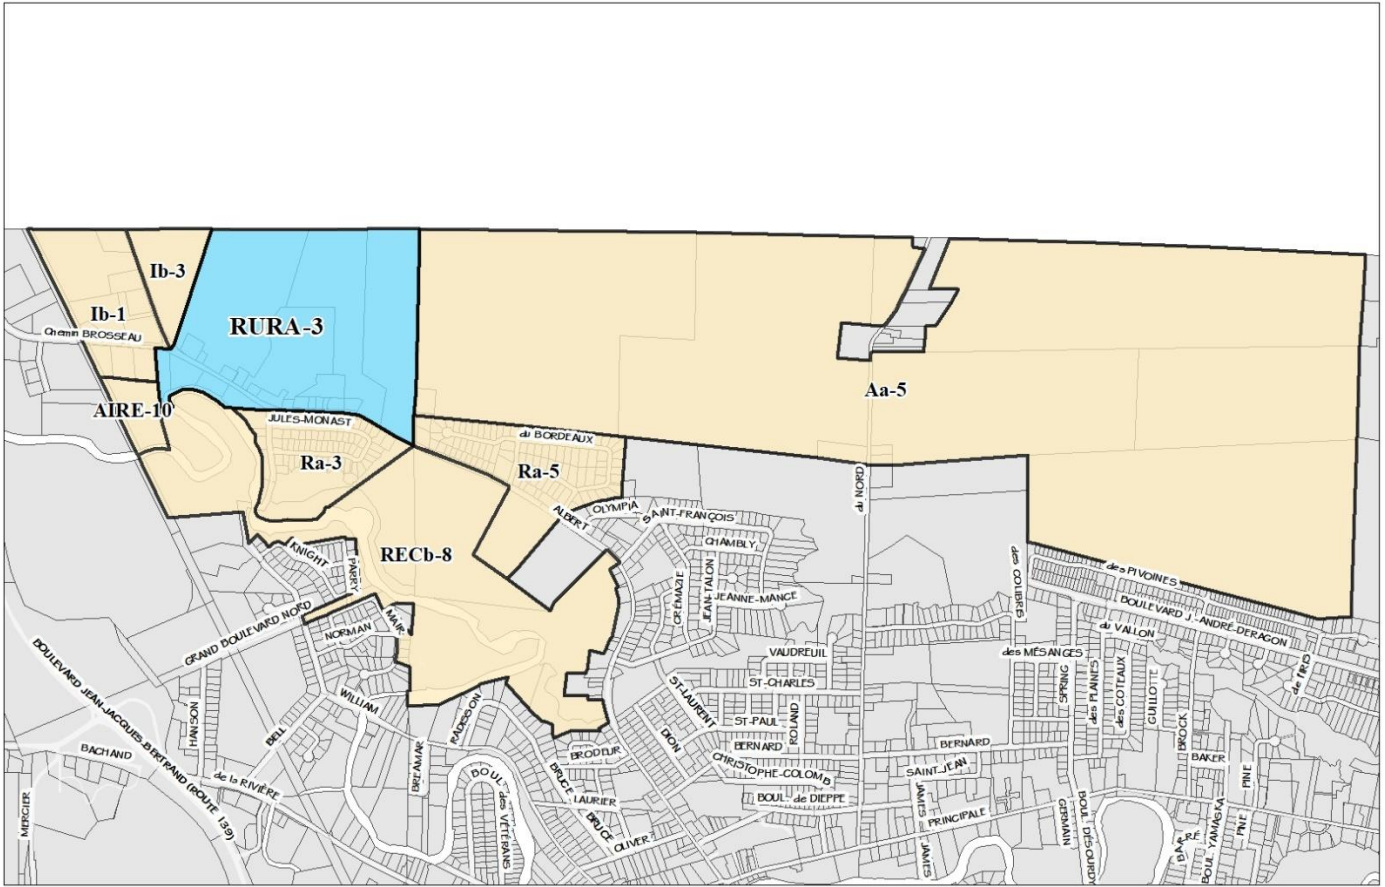 Ib-3
Ib-1
RURA-3
Chemin BROSSEAU
Aa-5
AIRE-10
JULES-MONAST
du BORDEAUX
Ra-3
Ra-5
du NORD
ALBERT
OLYMPIA
SAINT-FRANÇOIS
CHAMBLY
RECb-8
KNIGHT
PARRY
CRÉMAZIE
JEAN-TALON
JEANNE-MANCE
des COLIBRIS
des PIVOINES
BOULEVARD J.-ANDRÉ-DERAGON
GRAND BOULEVARD NORD
MAIR
NORMAN
du VALLON
VAUDREUIL
des MÉSANGES
BOULEVARD JEAN-JACQUES-BERTRAND (ROUTE 139)
HANSON
BELL
WILLIAM
RADISSON
ST-LAURENT
ST-CHARLES
SPRING
des PLAINES
des COTEAUX
GUILLOTTE
de l'IRIS
ST-PAUL
ROLAND
DION
BROCK
BACHAND
BREAMAR
BRODEUR
BERNARD
BERNARD
BAKER
CHRISTOPHE-COLOMB
SAINT-JEAN
PINE
de la RIVIÈRE
BOUL. des VÉTÉRANS
BRUCE
LAURIER
BOUL. de DIEPPE
JAMES
PRINCIPALE
GERMAIN
BOUL. YAMASKA
MERCIER
BRUCE
OLIVER
JAMES
PINE